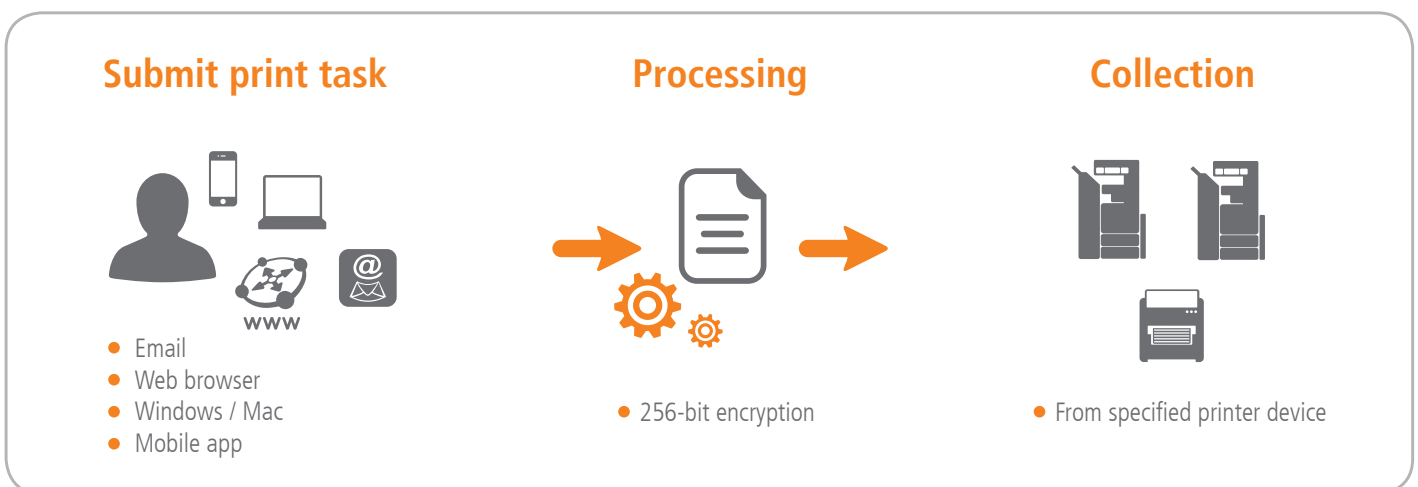 Submit print task
Processing
Collection
@
www
Email
Web browser
Windows / Mac
Mobile app
256-bit encryption
From specified printer device